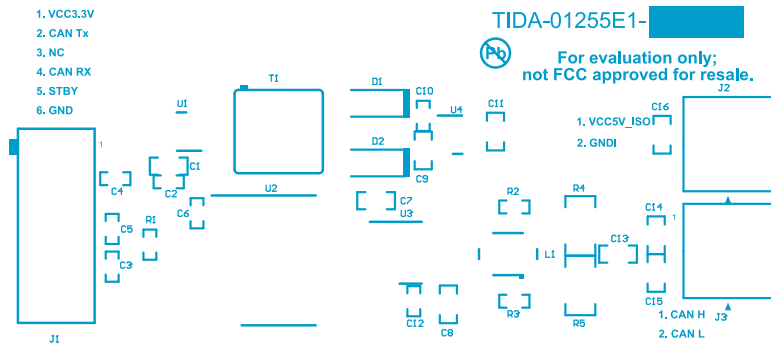 1. VCC3.3V
2. CAN Tx
3. NC
4. CAN RX
5. STBY
6. GND
TIDA-01255E1-
Pb
For evaluation only;
not FCC approved for resale.
T1
D1
C10
U1
U4
C11
J2
C16
1. VCC5V_ISO
2. GNDI
1
D2
C1
C2
C4
C9
U2
C7
U3
R2
R4
C14
1
C6
C5
R1
C3
L1
C13
C12
C8
R3
R5
C15
J3
1. CAN H
2. CAN L
J1